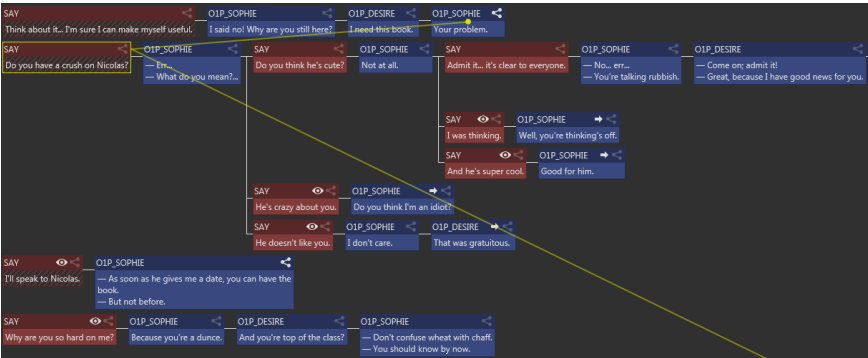 SAY
Think about it... I'm sure I can make myself useful.
O1P_SOPHIE
I said no! Why are you still here?
O1P_DESIRE
I need this book.
O1P_SOPHIE
Your problem.
SAY
Do you have a crush on Nicolas?
O1P_SOPHIE
— Err...
— What do you mean?...
SAY
Do you think he's cute?
O1P_SOPHIE
Not at all.
SAY
Admit it... it's clear to everyone.
O1P_SOPHIE
— No... err...
— You're talking rubbish.
O1P_DESIRE
— Come on; admit it!
— Great, because I have good news for you.
SAY
I was thinking.
O1P_SOPHIE
Well, you're thinking's off.
SAY
And he's super cool.
O1P_SOPHIE
Good for him.
SAY
He's crazy about you.
O1P_SOPHIE
Do you think I'm an idiot?
SAY
He doesn't like you.
O1P_SOPHIE
I don't care.
O1P_DESIRE
That was gratuitous.
SAY
I'll speak to Nicolas.
O1P_SOPHIE
— As soon as he gives me a date, you can have the
book.
— But not before.
SAY
Why are you so hard on me?
O1P_SOPHIE
Because you're a dunce.
O1P_DESIRE
And you're top of the class?
O1P_SOPHIE
— Don't confuse wheat with chaff.
— You should know by now.